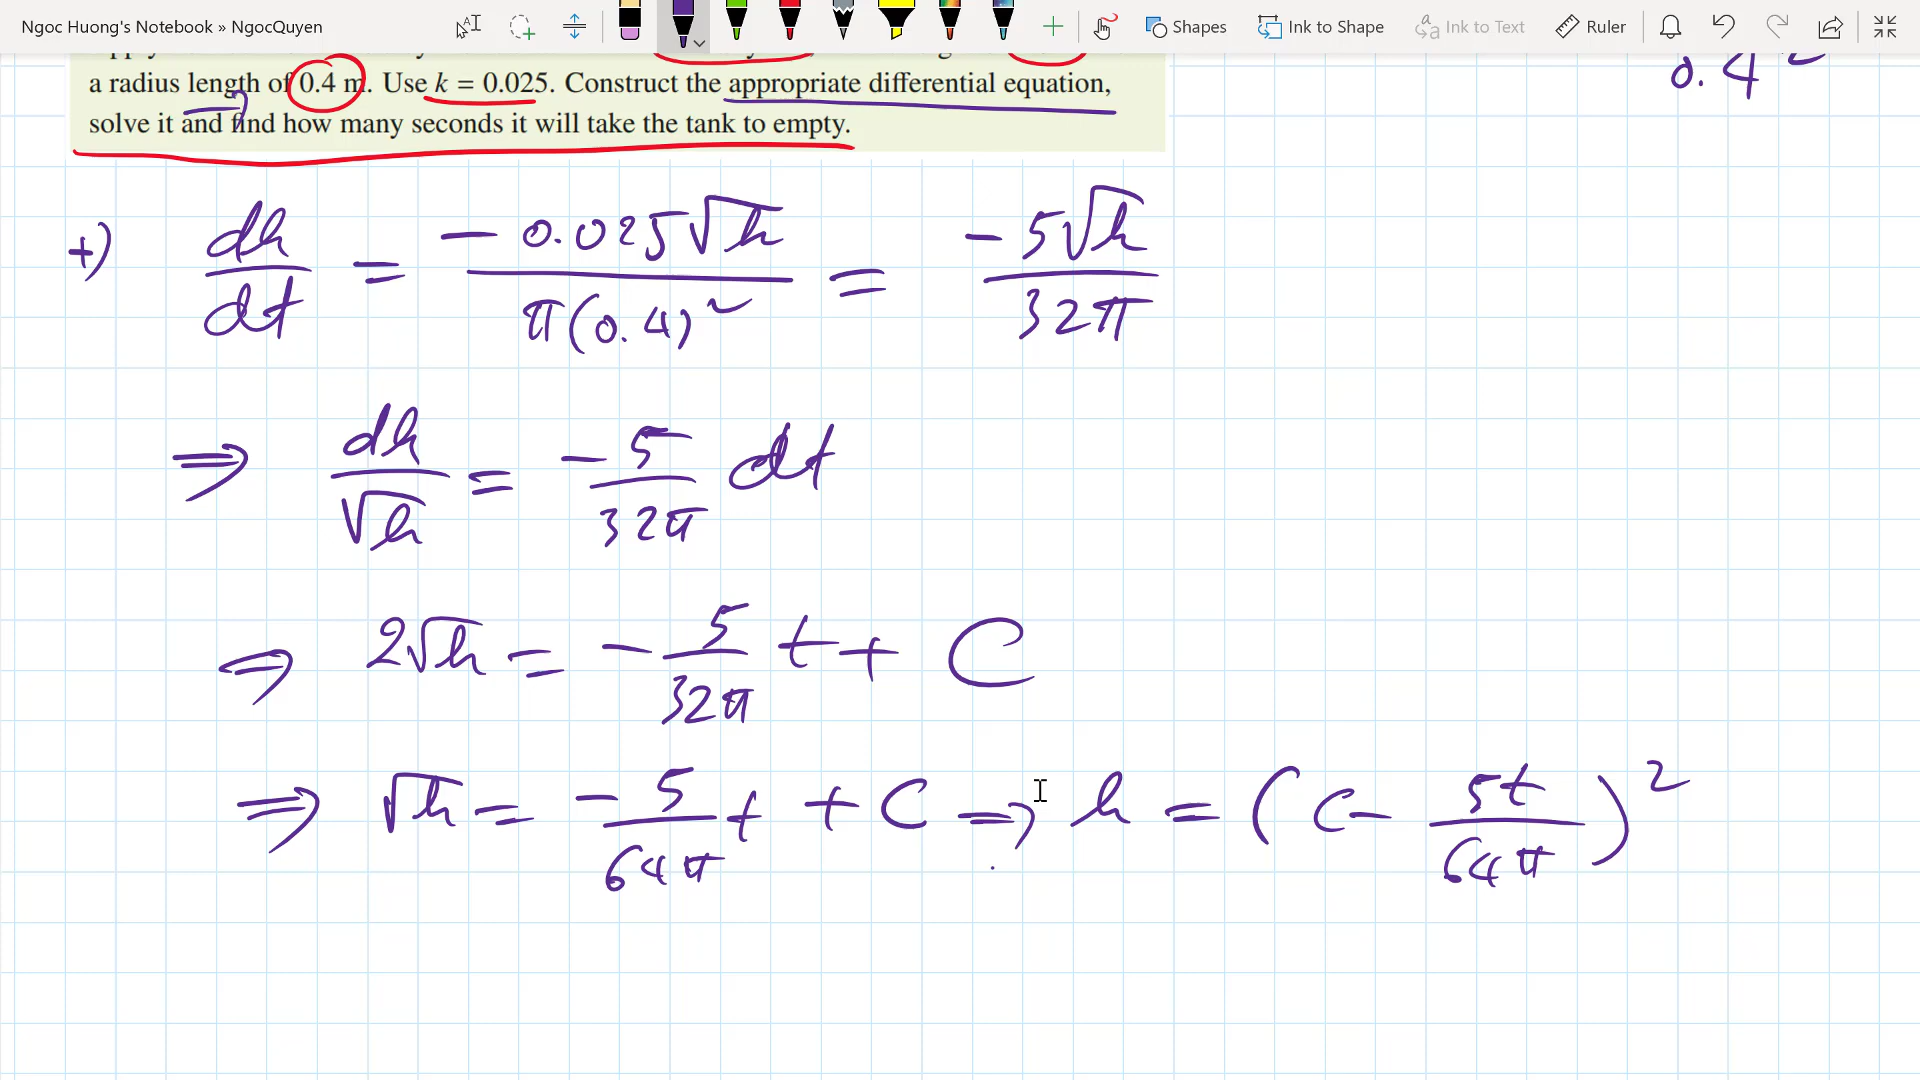 Ngoc Huong's Notebook » NgocQuyen
Shapes
Ink to Shape
Ink to Text
Ruler
0.4²
a radius length of 0.4 m. Use k = 0.025. Construct the appropriate differential equation,
solve it and find how many seconds it will take the tank to empty.
+) dh/dt = -0.025√h / π(0.4)² = -5√h / 32π
⇒ dh/√h = -5/32π dt
⇒ 2√h = -5/32π t + C
⇒ √h = -5/64π t + C ⇒ h = (C - 5t/64π)²